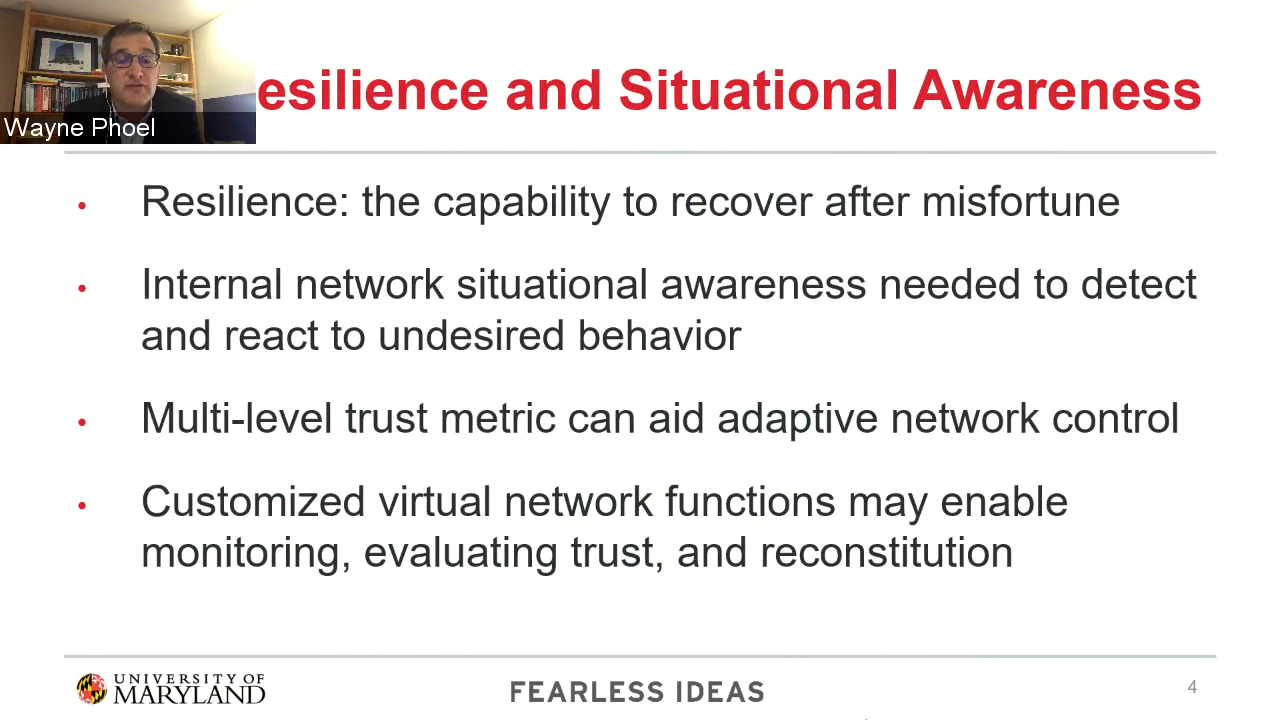 esilience and Situational Awareness
Wayne Phoel
• Resilience: the capability to recover after misfortune
• Internal network situational awareness needed to detect
and react to undesired behavior
• Multi-level trust metric can aid adaptive network control
• Customized virtual network functions may enable
monitoring, evaluating trust, and reconstitution
UNIVERSITY OF
MARYLAND
FEARLESS IDEAS
4